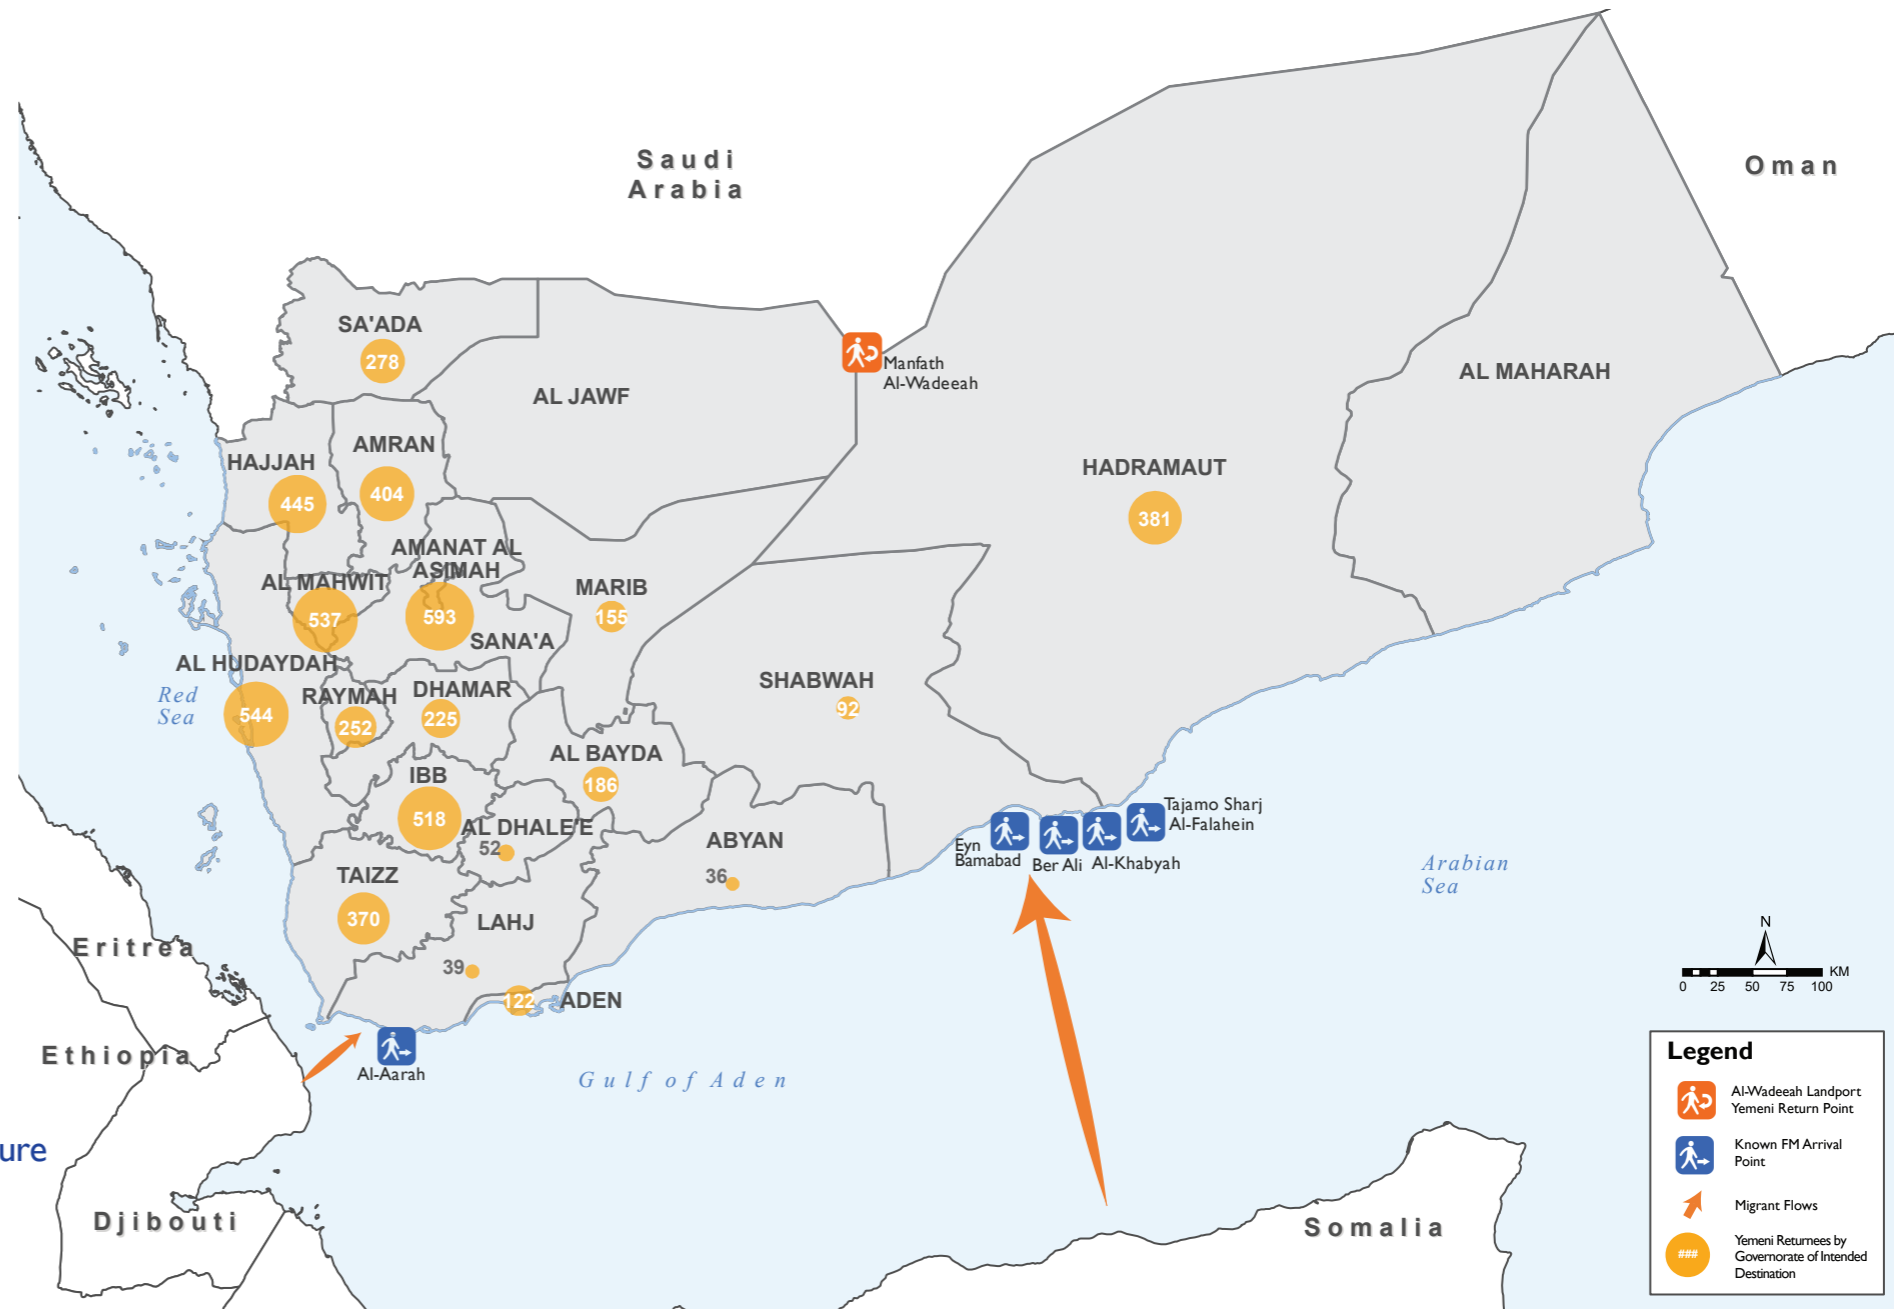 Saudi
Arabia
Oman
SA'ADA
278
Manfath
Al-Wadeeah
AL JAWF
AL MAHARAH
AMRAN
404
HAJJAH
445
HADRAMAUT
381
AMANAT AL
ASIMAH
593
AL MAHWIT
537
MARIB
155
SANA'A
AL HUDAYDAH
544
Red
Sea
RAYMAH
252
DHAMAR
225
SHABWAH
92
AL BAYDA
186
IBB
518
AL DHALE'E
52
ABYAN
36
Tajamo Sharj
Al-Falahein
Eyn
Bamabad
Ber Ali
Al-Khabyah
Arabian
Sea
TAIZZ
370
LAHJ
39
122
ADEN
Eritrea
N
KM
0 25 50 75 100
Ethiopia
Al-Aarah
Gulf of Aden
ure
Djibouti
Somalia
Legend
Al-Wadeeah Landport
Yemeni Return Point
Known FM Arrival
Point
Migrant Flows
###
Yemeni Returnees by
Governorate of Intended
Destination